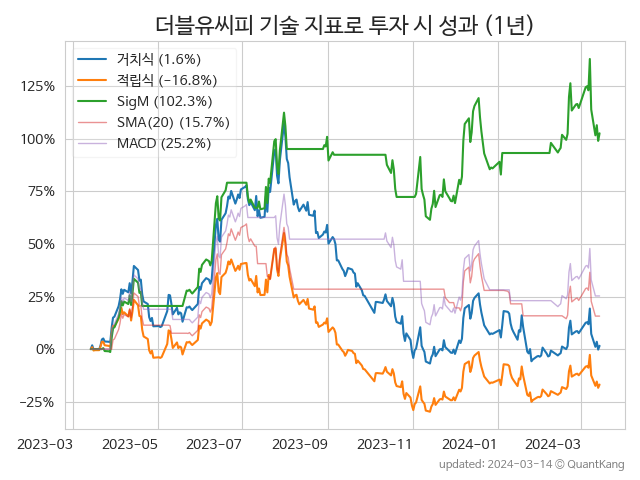 더블유씨피 기술 지표로 투자 시 성과 (1년)
거치식 (1.6%)
적립식 (−16.8%)
SigM (102.3%)
SMA(20) (15.7%)
MACD (25.2%)
125%
100%
75%
50%
25%
0%
−25%
2023-03
2023-05
2023-07
2023-09
2023-11
2024-01
2024-03
updated: 2024-03-14 © QuantKang